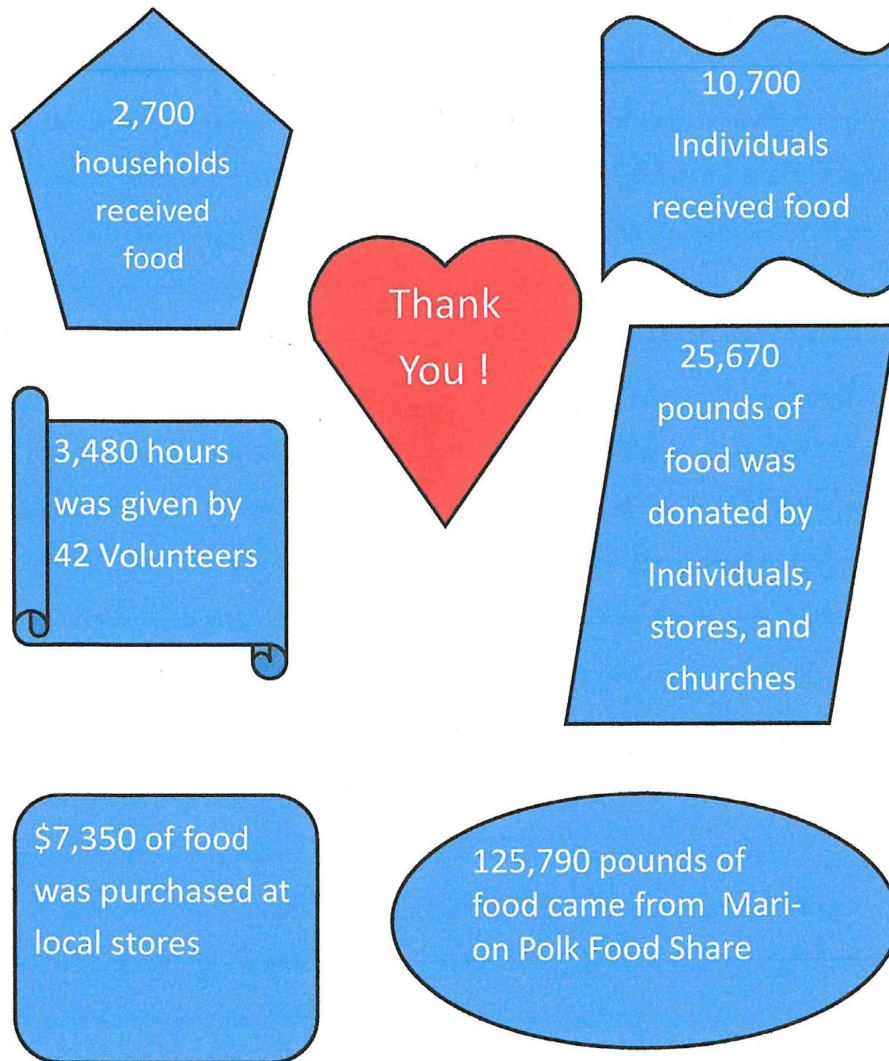 2,700
households
received
food
10,700
Individuals
received food
Thank
You !
3,480 hours
was given by
42 Volunteers
25,670
pounds of
food was
donated by
Individuals,
stores, and
churches
$7,350 of food
was purchased at
local stores
125,790 pounds of
food came from  Mari-
on Polk Food Share